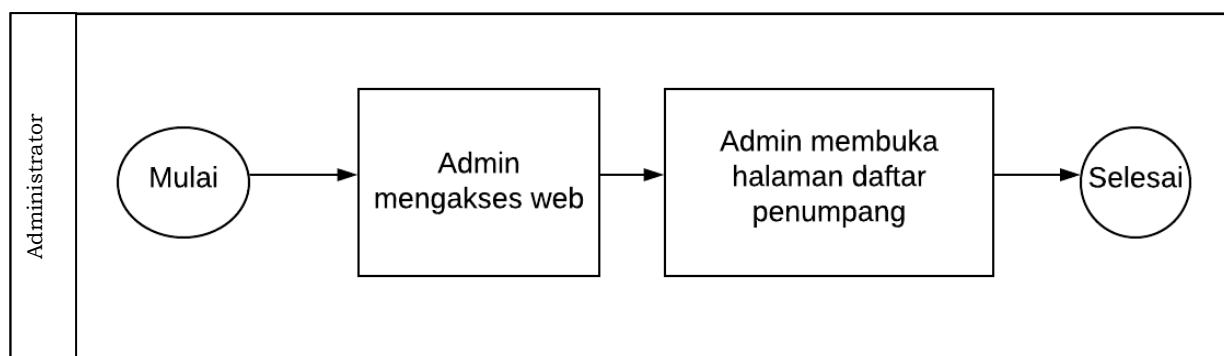 Administrator
Mulai
Admin
mengakses web
Admin membuka
halaman daftar
penumpang
Selesai